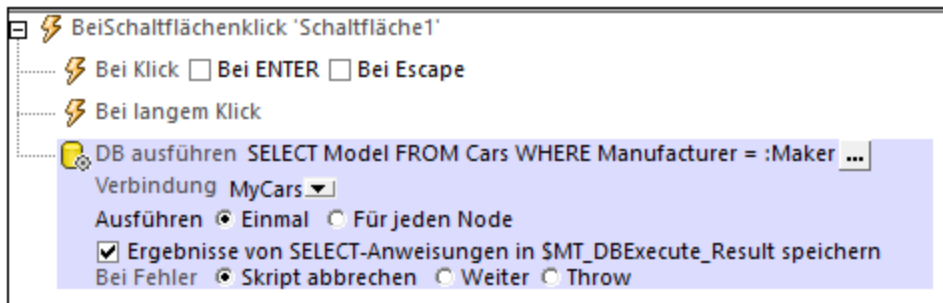 BeiSchaltflächenklick 'Schaltfläche1'
Bei Klick Bei ENTER Bei Escape
Bei langem Klick
DB ausführen SELECT Model FROM Cars WHERE Manufacturer = :Maker ...
Verbindung MyCars
Ausführen Einmal Für jeden Node
Ergebnisse von SELECT-Anweisungen in $MT_DBExecute_Result speichern
Bei Fehler Skript abbrechen Weiter Throw